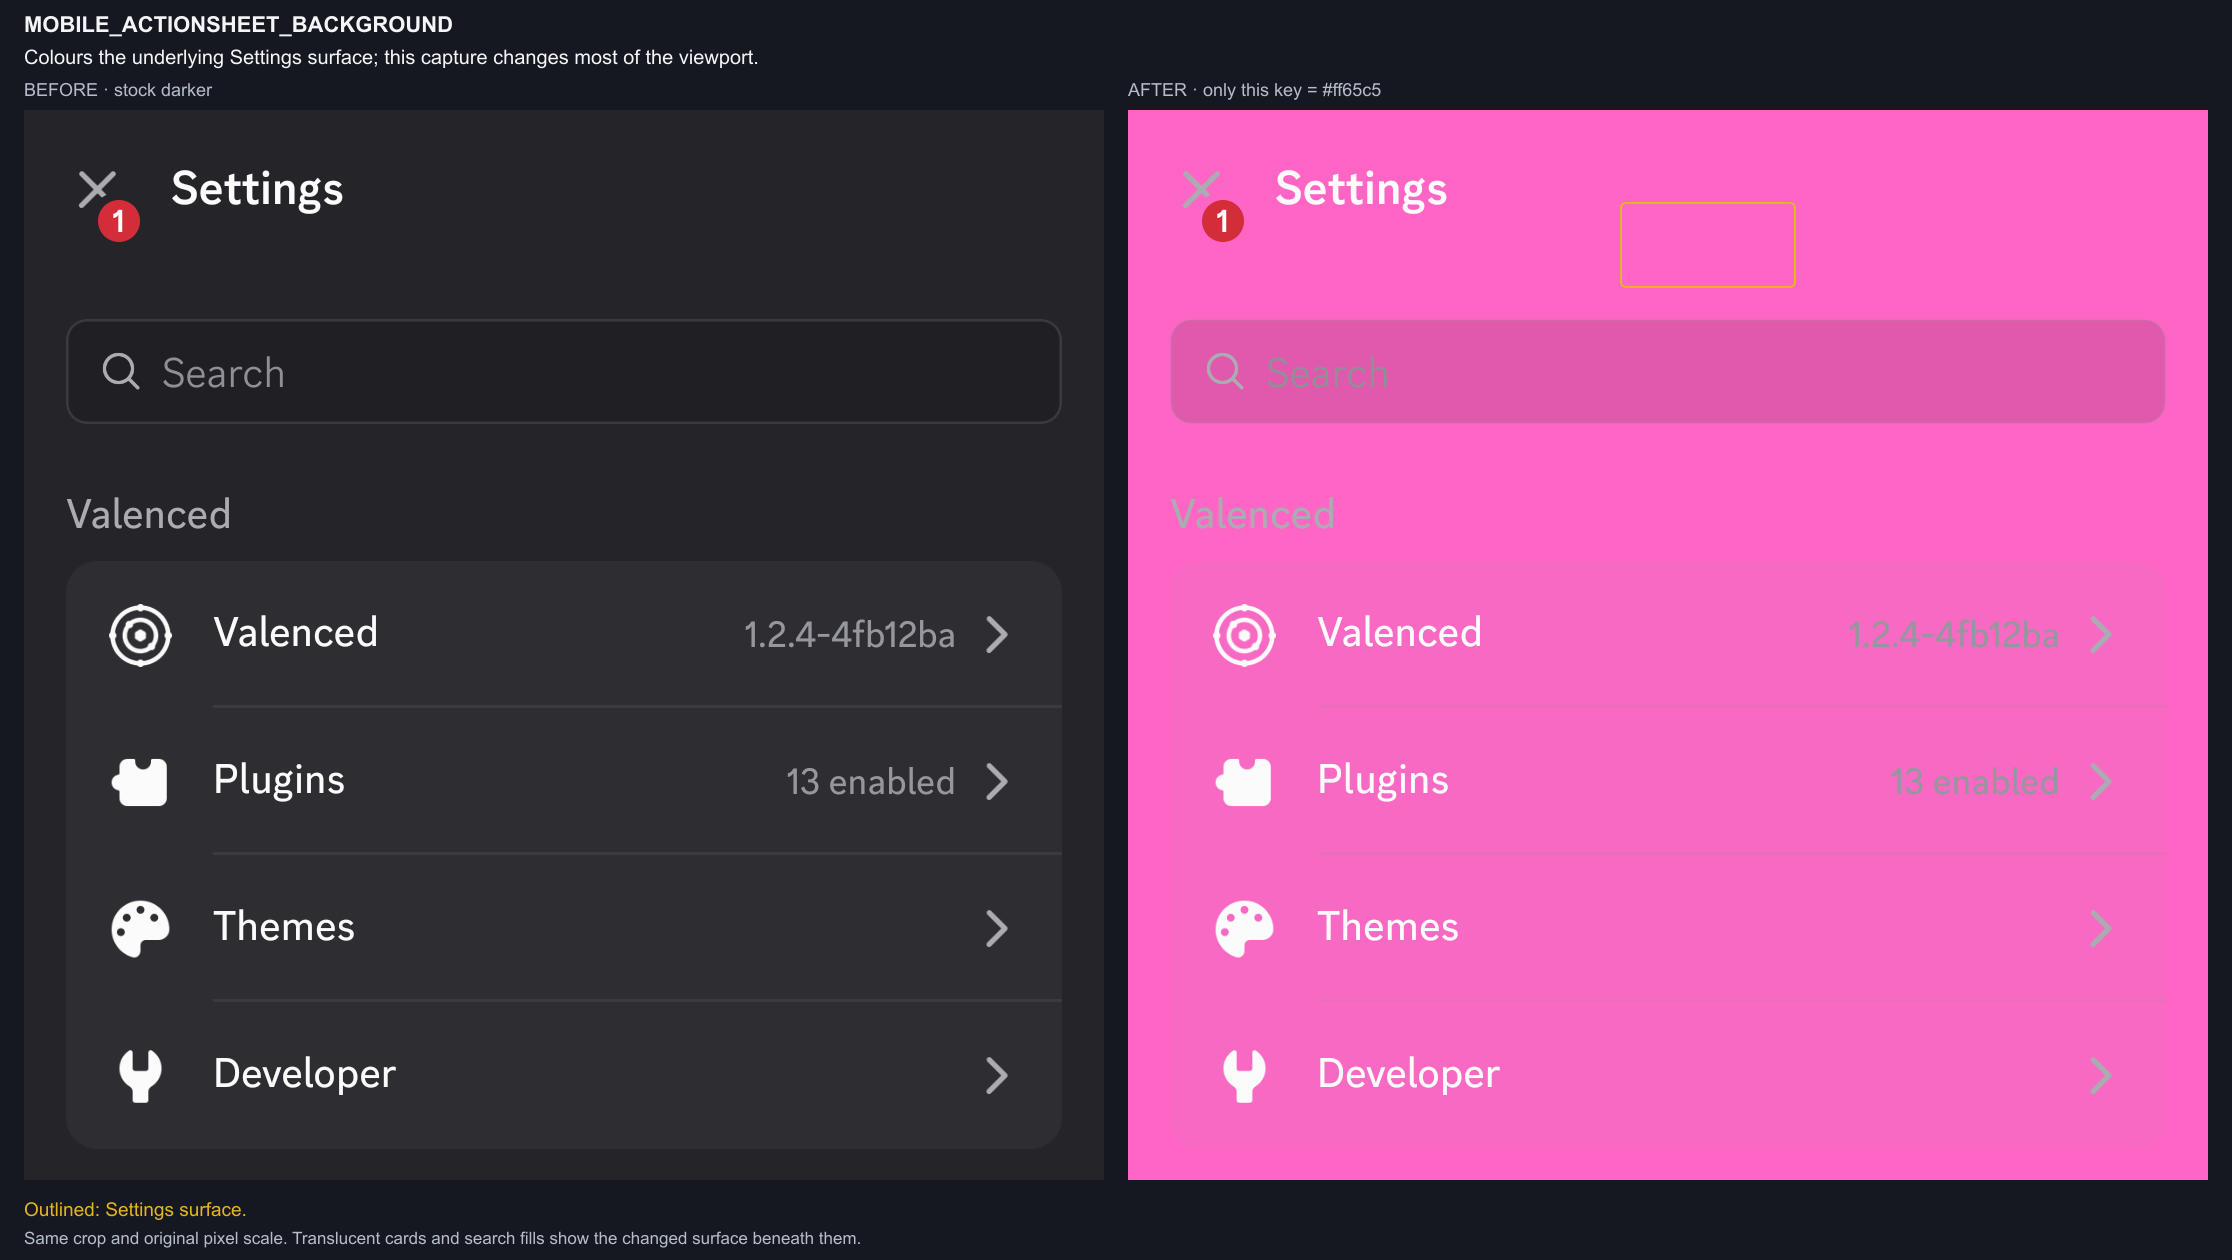 MOBILE_ACTIONSHEET_BACKGROUND
Colours the underlying Settings surface; this capture changes most of the viewport.
BEFORE · stock darker
AFTER · only this key = #ff65c5
Settings
1
Search
Valenced
Valenced 1.2.4-4fb12ba
Plugins 13 enabled
Themes
Developer
Settings
1
Search
Valenced
Valenced 1.2.4-4fb12ba
Plugins 13 enabled
Themes
Developer
Outlined: Settings surface.
Same crop and original pixel scale. Translucent cards and search fills show the changed surface beneath them.